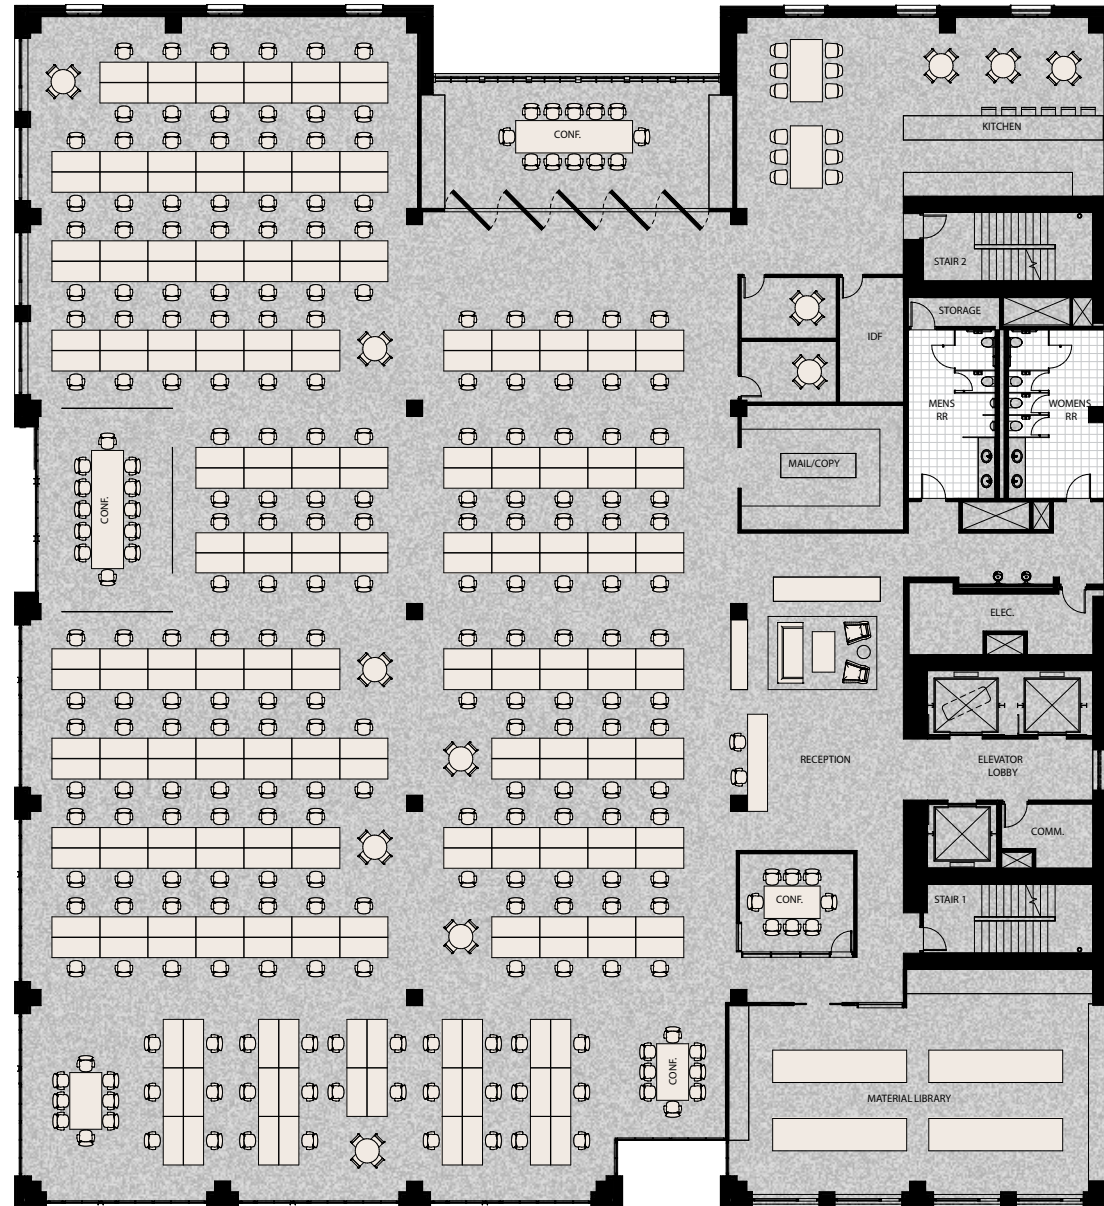 CONF.
KITCHEN
STAIR 2
STORAGE
IDF
MENS
RR
WOMENS
RR
MAIL/COPY
CONF.
ELEC.
RECEPTION
ELEVATOR
LOBBY
COMM.
CONF.
STAIR 1
CONF.
MATERIAL LIBRARY